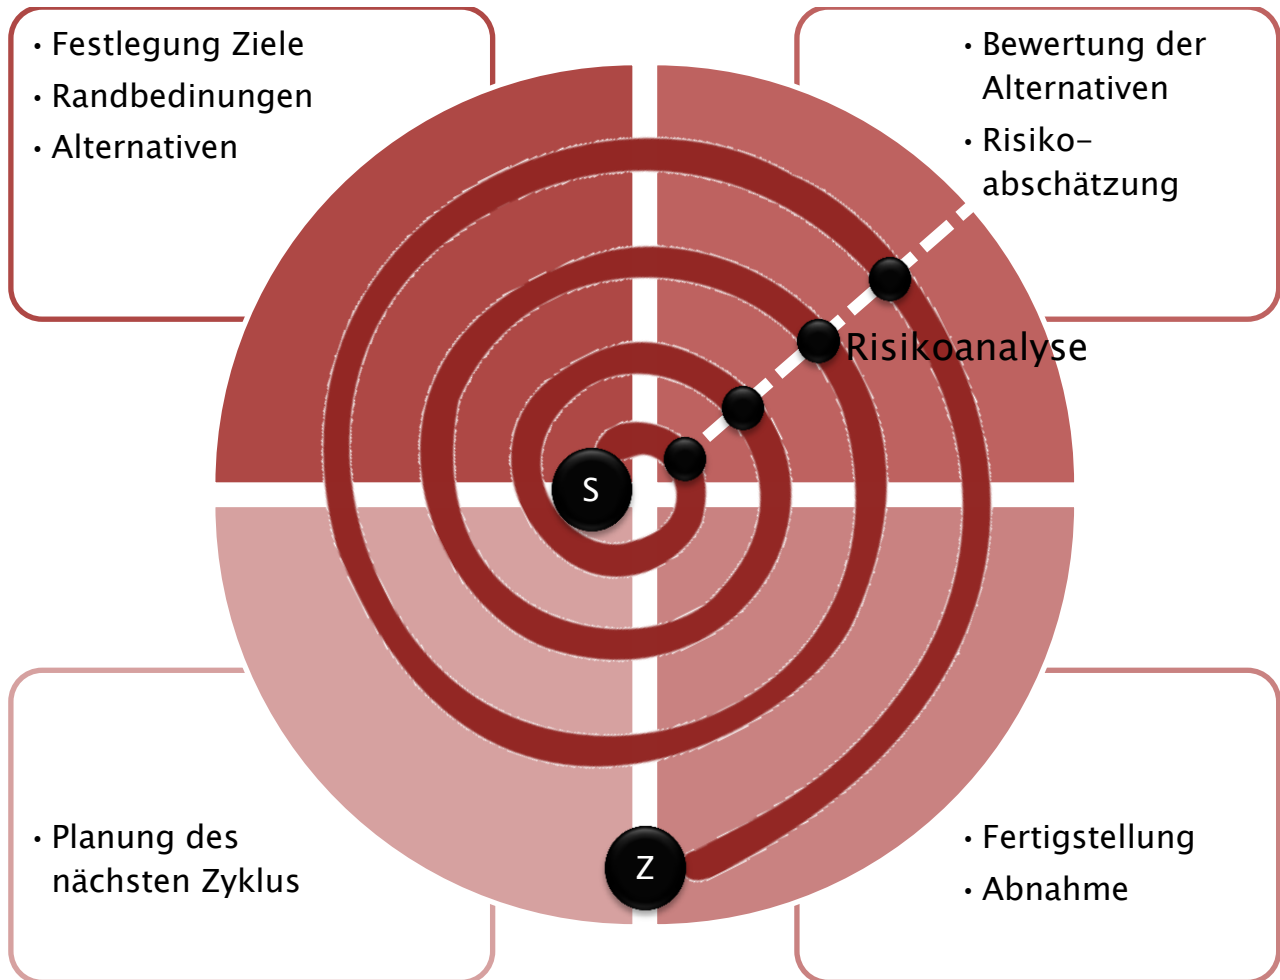 • Festlegung Ziele
• Randbedinungen
• Alternativen
• Bewertung der
Alternativen
• Risiko–
abschätzung
Risikoanalyse
S
Z
• Planung des
nächsten Zyklus
• Fertigstellung
• Abnahme